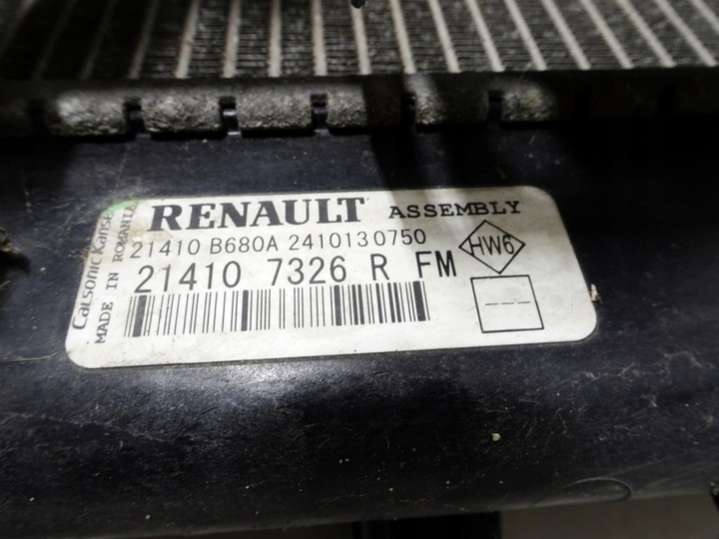 RENAULT ASSEMBLY
21410 B680A 2410130750
21410 7326 R FM
HW6
Calsonic Kansei
MADE IN ROMANIA